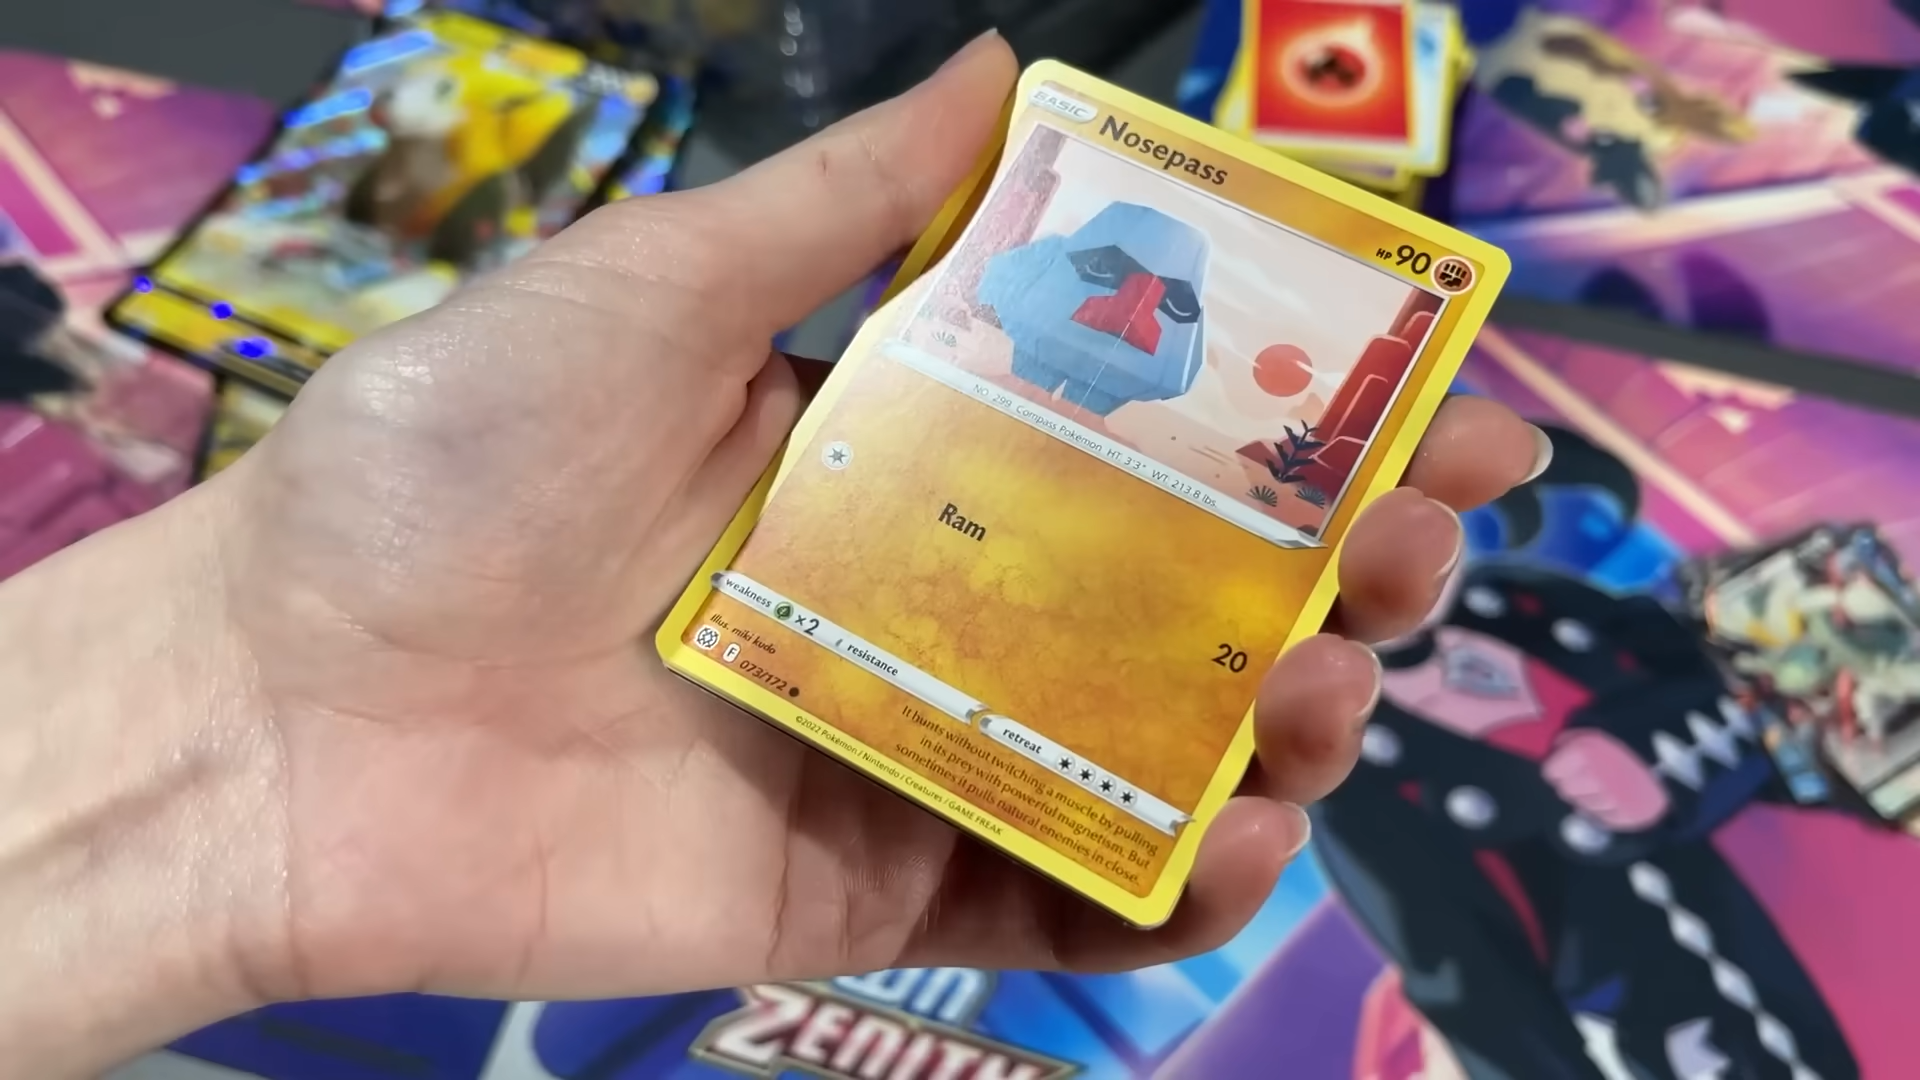 BASIC
Nosepass
HP 90
NO. 299 Compass Pokémon HT: 3'3" WT: 213.8 lbs.
Ram
20
weakness ×2 resistance
retreat
Illus. miki kudo
F 073/172
It hunts without twitching a muscle by pulling
in its prey with powerful magnetism. But
sometimes it pulls natural enemies in close.
©2022 Pokémon / Nintendo / Creatures / GAME FREAK
ZENITH